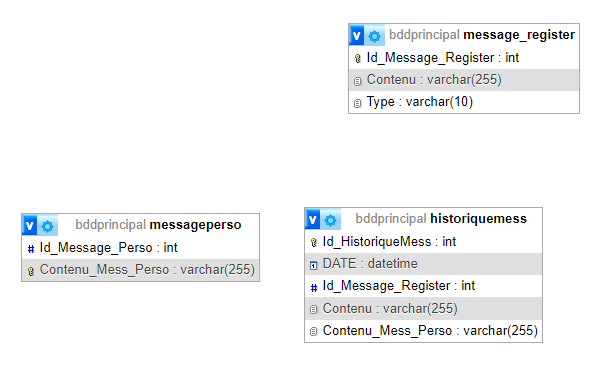 v bddprincipal message_register
Id_Message_Register : int
Contenu : varchar(255)
Type : varchar(10)
v bddprincipal messageperso
# Id_Message_Perso : int
Contenu_Mess_Perso : varchar(255)
v bddprincipal historiquemess
Id_HistoriqueMess : int
DATE : datetime
# Id_Message_Register : int
Contenu : varchar(255)
Contenu_Mess_Perso : varchar(255)